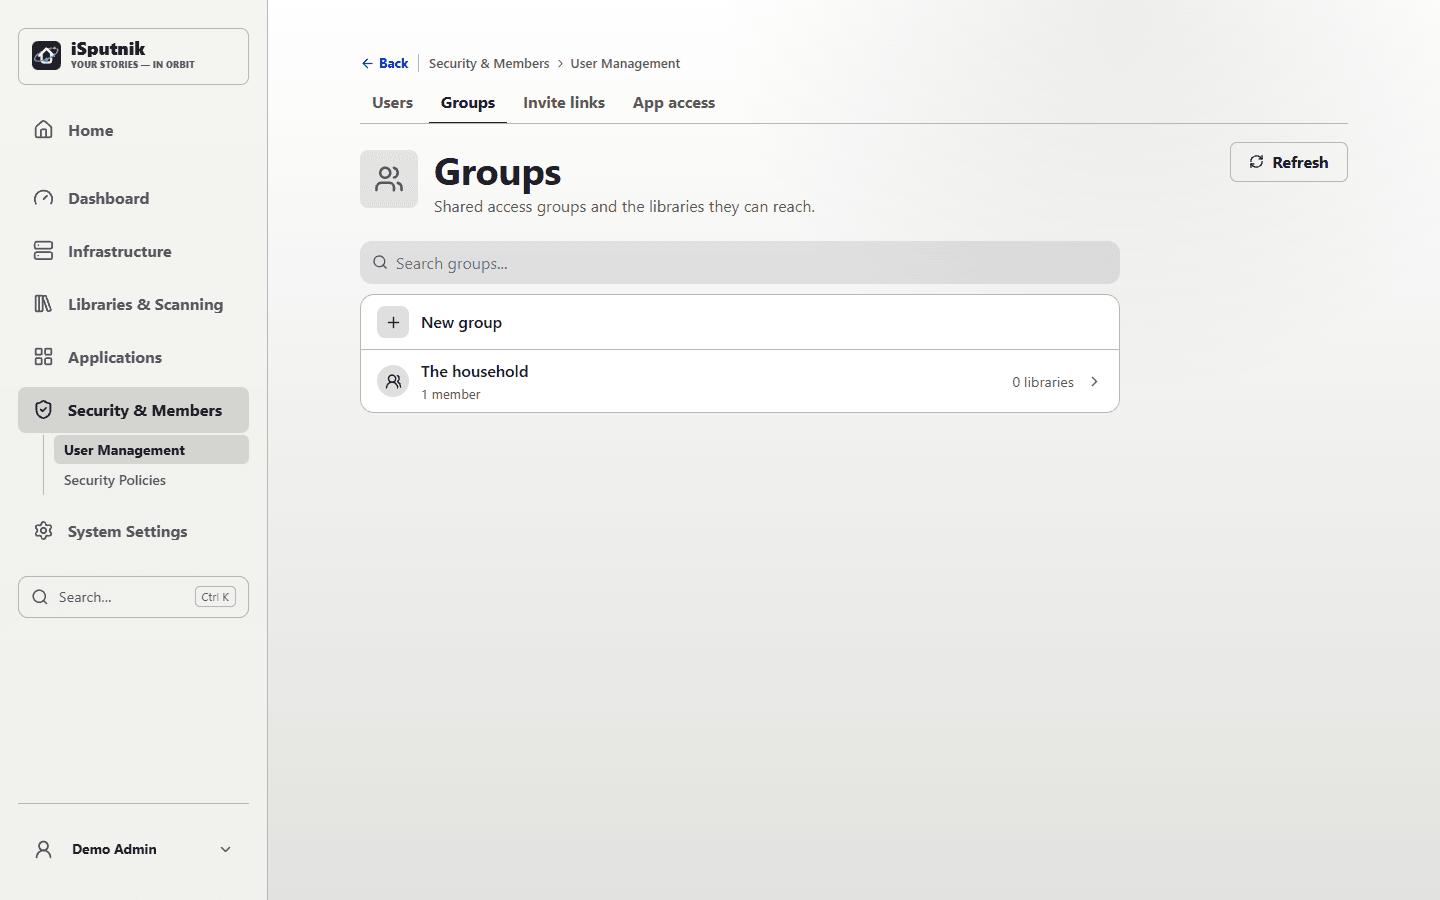 iSputnik
YOUR STORIES — IN ORBIT
Home
Dashboard
Infrastructure
Libraries & Scanning
Applications
Security & Members
User Management
Security Policies
System Settings
Search... Ctrl K
Demo Admin
Back Security & Members > User Management
Users Groups Invite links App access
Groups
Shared access groups and the libraries they can reach.
Refresh
Search groups...
New group
The household
1 member
0 libraries